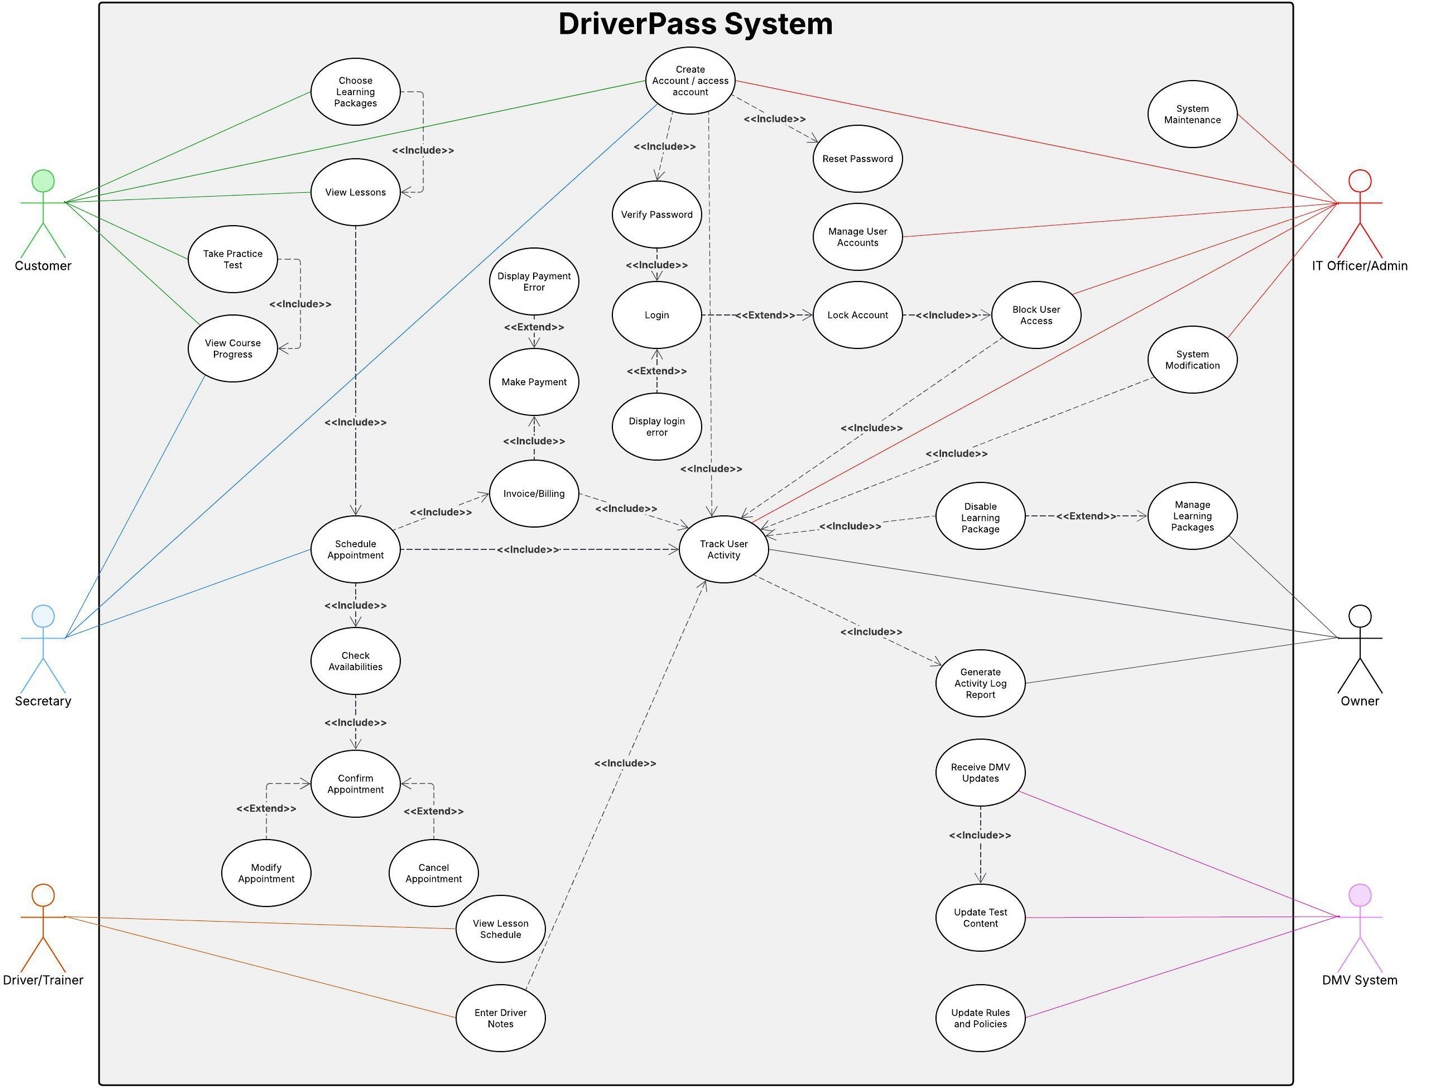 DriverPass System
Choose
Learning
Packages
Create
Account / access
account
System
Maintenance
<<Include>>
<<Include>>
<<Include>>
Reset Password
View Lessons
Verify Password
Manage User
Accounts
Customer
IT Officer/Admin
Take Practice
Test
<<Include>>
Display Payment
Error
<<Include>>
<<Extend>>
Login
<<Extend>>
Lock Account
<<Include>>
Block User
Access
View Course
Progress
System
Modification
Make Payment
<<Extend>>
Display login
error
<<Include>>
<<Include>>
<<Include>>
<<Include>>
<<Include>>
Invoice/Billing
<<Include>>
<<Include>>
Disable
Learning
Package
<<Extend>>
Manage
Learning
Packages
<<Include>>
Schedule
Appointment
<<Include>>
Track User
Activity
<<Include>>
<<Include>>
Check
Availabilities
Generate
Activity Log
Report
Secretary
Owner
<<Include>>
<<Include>>
Confirm
Appointment
Receive DMV
Updates
<<Extend>>
<<Extend>>
<<Include>>
Modify
Appointment
Cancel
Appointment
View Lesson
Schedule
Update Test
Content
Driver/Trainer
DMV System
Enter Driver
Notes
Update Rules
and Policies